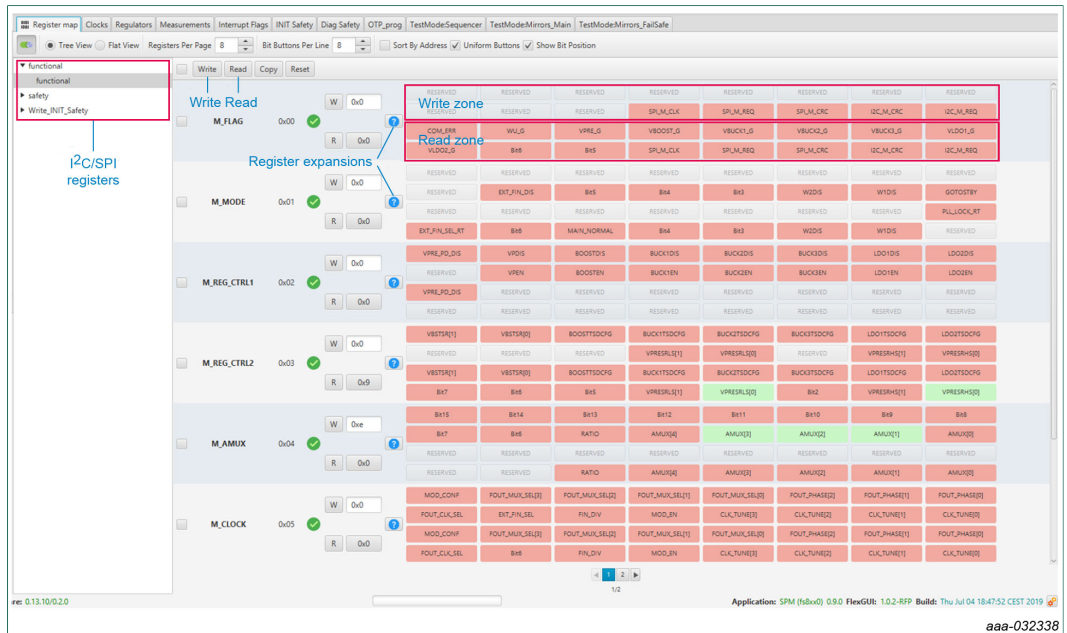 Register map Clocks Regulators Measurements Interrupt Flags INIT Safety Diag Safety OTP_prog TestMode:Sequencer TestMode:Mirrors_Main TestMode:Mirrors_FailSafe
Tree View Flat View Registers Per Page 8 Bit Buttons Per Line 8 Sort By Address Uniform Buttons Show Bit Position
functional
functional
safety
Write_INIT_Safety
I2C/SPI
registers
Write Read Copy Reset
Write Read
Register expansions
Write zone
Read zone
M_FLAG 0x00
W 0x0
RESERVED RESERVED RESERVED RESERVED RESERVED RESERVED RESERVED RESERVED
RESERVED RESERVED RESERVED SPI_M_CLK SPI_M_REQ SPI_M_CRC I2C_M_CRC I2C_M_REQ
R 0x0
COM_ERR WU_G VPRE_G VBOOST_G VBUCK1_G VBUCK2_G VBUCK3_G VLDO1_G
VLDO2_G Bit6 Bit5 SPI_M_CLK SPI_M_REQ SPI_M_CRC I2C_M_CRC I2C_M_REQ
M_MODE 0x01
W 0x0
RESERVED RESERVED RESERVED RESERVED RESERVED RESERVED RESERVED RESERVED
RESERVED EXT_FIN_DIS Bit5 Bit4 Bit3 W2DIS W1DIS GOTOSTBY
R 0x0
RESERVED RESERVED RESERVED RESERVED RESERVED RESERVED RESERVED PLL_LOCK_RT
EXT_FIN_SEL_RT Bit6 MAIN_NORMAL Bit4 Bit3 W2DIS W1DIS RESERVED
M_REG_CTRL1 0x02
W 0x0
VPRE_PD_DIS VPDIS BOOSTDIS BUCK1DIS BUCK2DIS BUCK3DIS LDO1DIS LDO2DIS
RESERVED VPEN BOOSTEN BUCK1EN BUCK2EN BUCK3EN LDO1EN LDO2EN
R 0x0
VPRE_PD_DIS RESERVED RESERVED RESERVED RESERVED RESERVED RESERVED RESERVED
RESERVED RESERVED RESERVED RESERVED RESERVED RESERVED RESERVED RESERVED
M_REG_CTRL2 0x03
W 0x0
VBSTSR[1] VBSTSR[0] BOOSTTSDCFG BUCK1TSDCFG BUCK2TSDCFG BUCK3TSDCFG LDO1TSDCFG LDO2TSDCFG
RESERVED RESERVED RESERVED VPRESRLS[1] VPRESRLS[0] RESERVED VPRESRHS[1] VPRESRHS[0]
R 0x9
VBSTSR[1] VBSTSR[0] BOOSTTSDCFG BUCK1TSDCFG BUCK2TSDCFG BUCK3TSDCFG LDO1TSDCFG LDO2TSDCFG
Bit7 Bit6 Bit5 VPRESRLS[1] VPRESRLS[0] Bit2 VPRESRHS[1] VPRESRHS[0]
M_AMUX 0x04
W 0xe
Bit15 Bit14 Bit13 Bit12 Bit11 Bit10 Bit9 Bit8
Bit7 Bit6 RATIO AMUX[4] AMUX[3] AMUX[2] AMUX[1] AMUX[0]
R 0x0
RESERVED RESERVED RESERVED RESERVED RESERVED RESERVED RESERVED RESERVED
RESERVED RESERVED RATIO AMUX[4] AMUX[3] AMUX[2] AMUX[1] AMUX[0]
M_CLOCK 0x05
W 0x0
MOD_CONF FOUT_MUX_SEL[3] FOUT_MUX_SEL[2] FOUT_MUX_SEL[1] FOUT_MUX_SEL[0] FOUT_PHASE[2] FOUT_PHASE[1] FOUT_PHASE[0]
FOUT_CLK_SEL EXT_FIN_SEL FIN_DIV MOD_EN CLK_TUNE[3] CLK_TUNE[2] CLK_TUNE[1] CLK_TUNE[0]
R 0x0
MOD_CONF FOUT_MUX_SEL[3] FOUT_MUX_SEL[2] FOUT_MUX_SEL[1] FOUT_MUX_SEL[0] FOUT_PHASE[2] FOUT_PHASE[1] FOUT_PHASE[0]
FOUT_CLK_SEL Bit6 FIN_DIV MOD_EN CLK_TUNE[3] CLK_TUNE[2] CLK_TUNE[1] CLK_TUNE[0]
1 2
1/2
re: 0.13.10/0.2.0 Application: SPM (fs8xx0) 0.9.0 FlexGUI: 1.0.2-RFP Build: Thu Jul 04 18:47:52 CEST 2019
aaa-032338